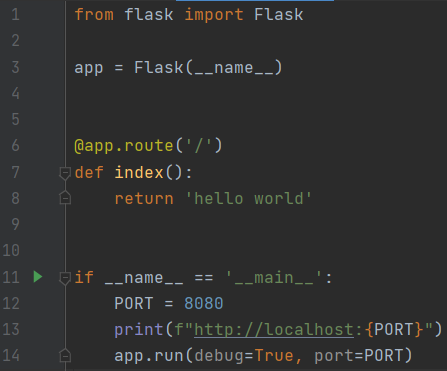 1 from flask import Flask
2
3 app = Flask(__name__)
4
5
6 @app.route('/')
7 def index():
8     return 'hello world'
9
10
11 if __name__ == '__main__':
12     PORT = 8080
13     print(f"http://localhost:{PORT}")
14     app.run(debug=True, port=PORT)